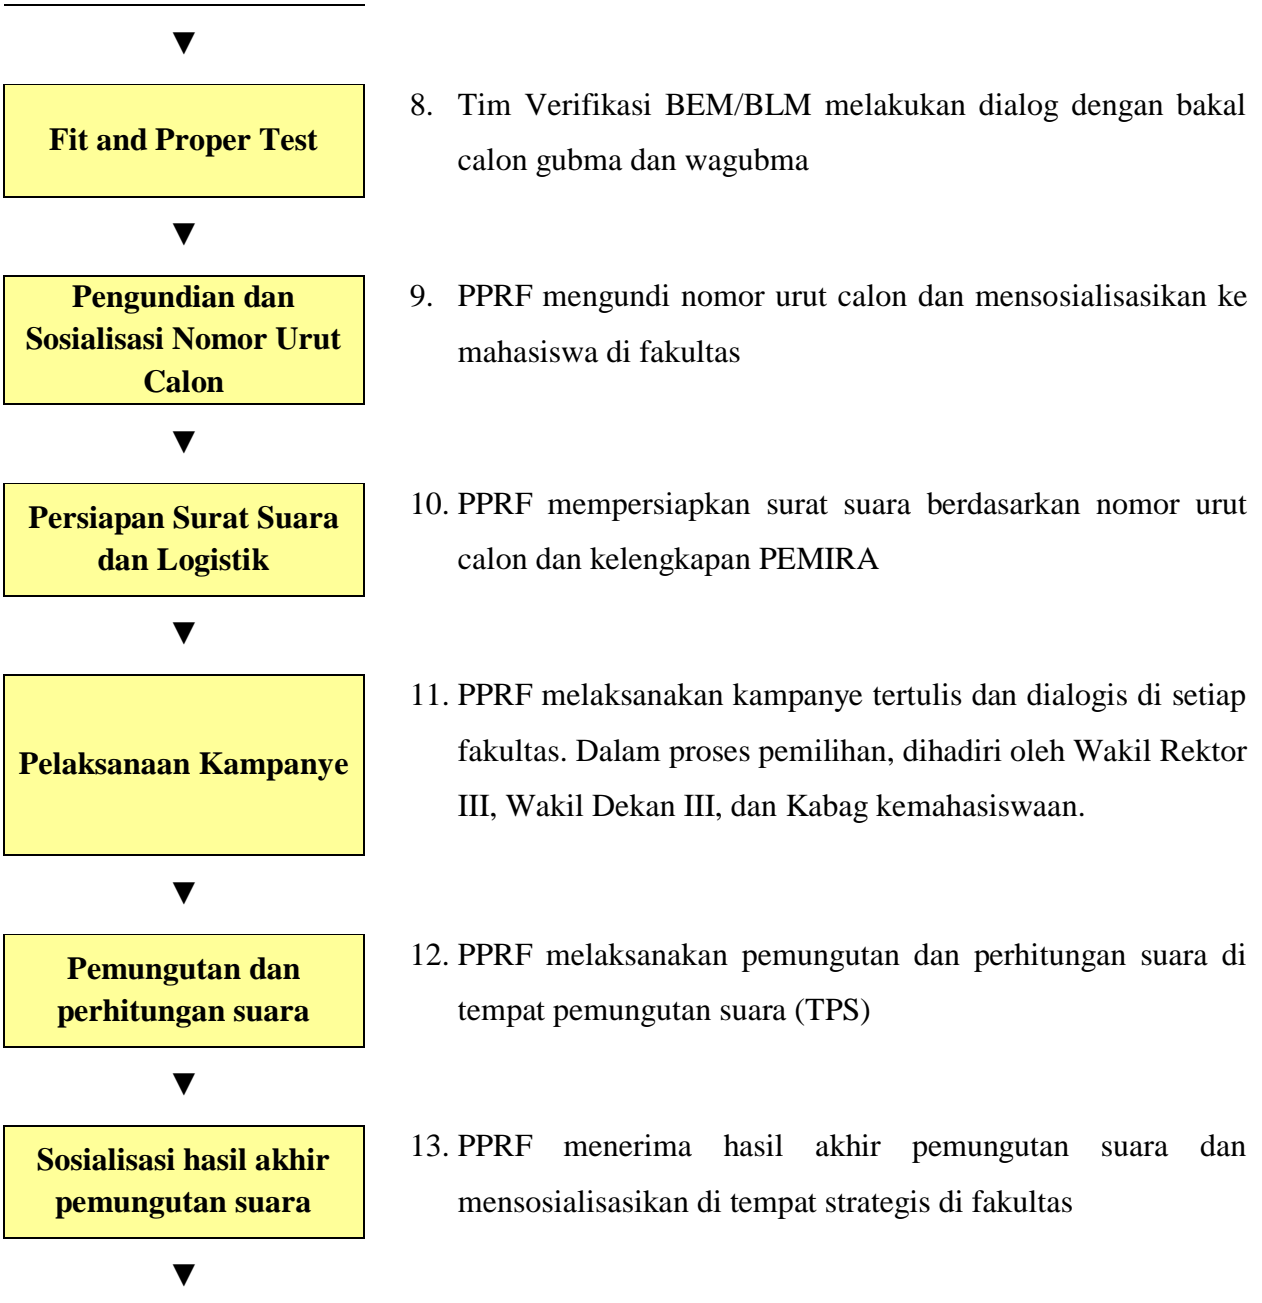 Fit and Proper Test
8. Tim Verifikasi BEM/BLM melakukan dialog dengan bakal
calon gubma dan wagubma
Pengundian dan
Sosialisasi Nomor Urut
Calon
9. PPRF mengundi nomor urut calon dan mensosialisasikan ke
mahasiswa di fakultas
Persiapan Surat Suara
dan Logistik
10. PPRF mempersiapkan surat suara berdasarkan nomor urut
calon dan kelengkapan PEMIRA
Pelaksanaan Kampanye
11. PPRF melaksanakan kampanye tertulis dan dialogis di setiap
fakultas. Dalam proses pemilihan, dihadiri oleh Wakil Rektor
III, Wakil Dekan III, dan Kabag kemahasiswaan.
Pemungutan dan
perhitungan suara
12. PPRF melaksanakan pemungutan dan perhitungan suara di
tempat pemungutan suara (TPS)
Sosialisasi hasil akhir
pemungutan suara
13. PPRF menerima hasil akhir pemungutan suara dan
mensosialisasikan di tempat strategis di fakultas